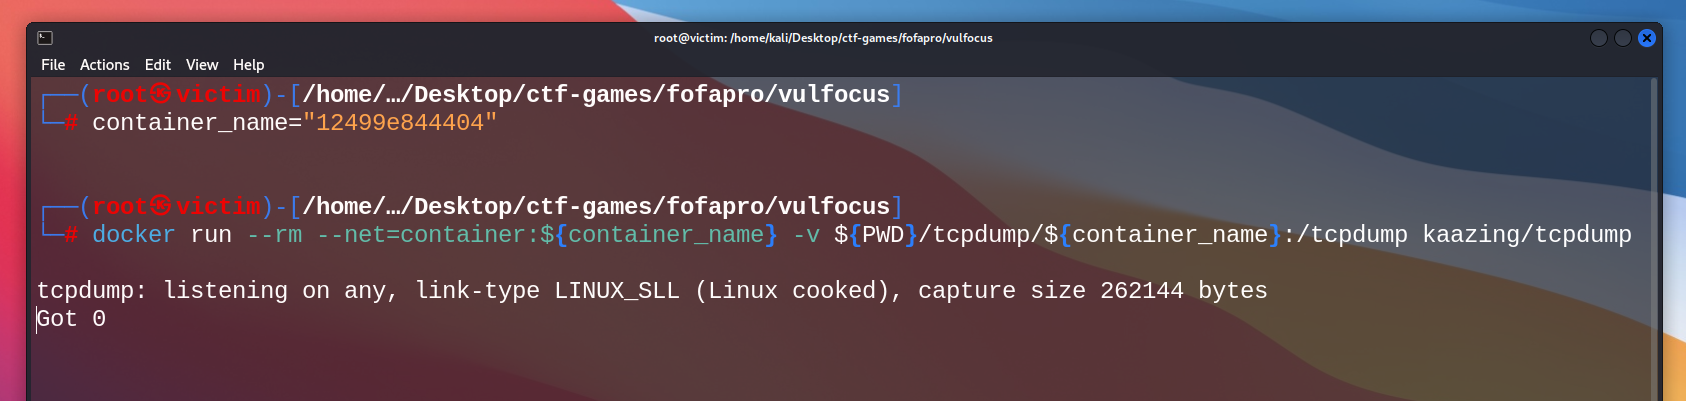 root@victim: /home/kali/Desktop/ctf-games/fofapro/vulfocus
File Actions Edit View Help
┌──(root㉿victim)-[/home/…/Desktop/ctf-games/fofapro/vulfocus]
└─# container_name="12499e844404"
┌──(root㉿victim)-[/home/…/Desktop/ctf-games/fofapro/vulfocus]
└─# docker run --rm --net=container:${container_name} -v ${PWD}/tcpdump/${container_name}:/tcpdump kaazing/tcpdump
tcpdump: listening on any, link-type LINUX_SLL (Linux cooked), capture size 262144 bytes
Got 0